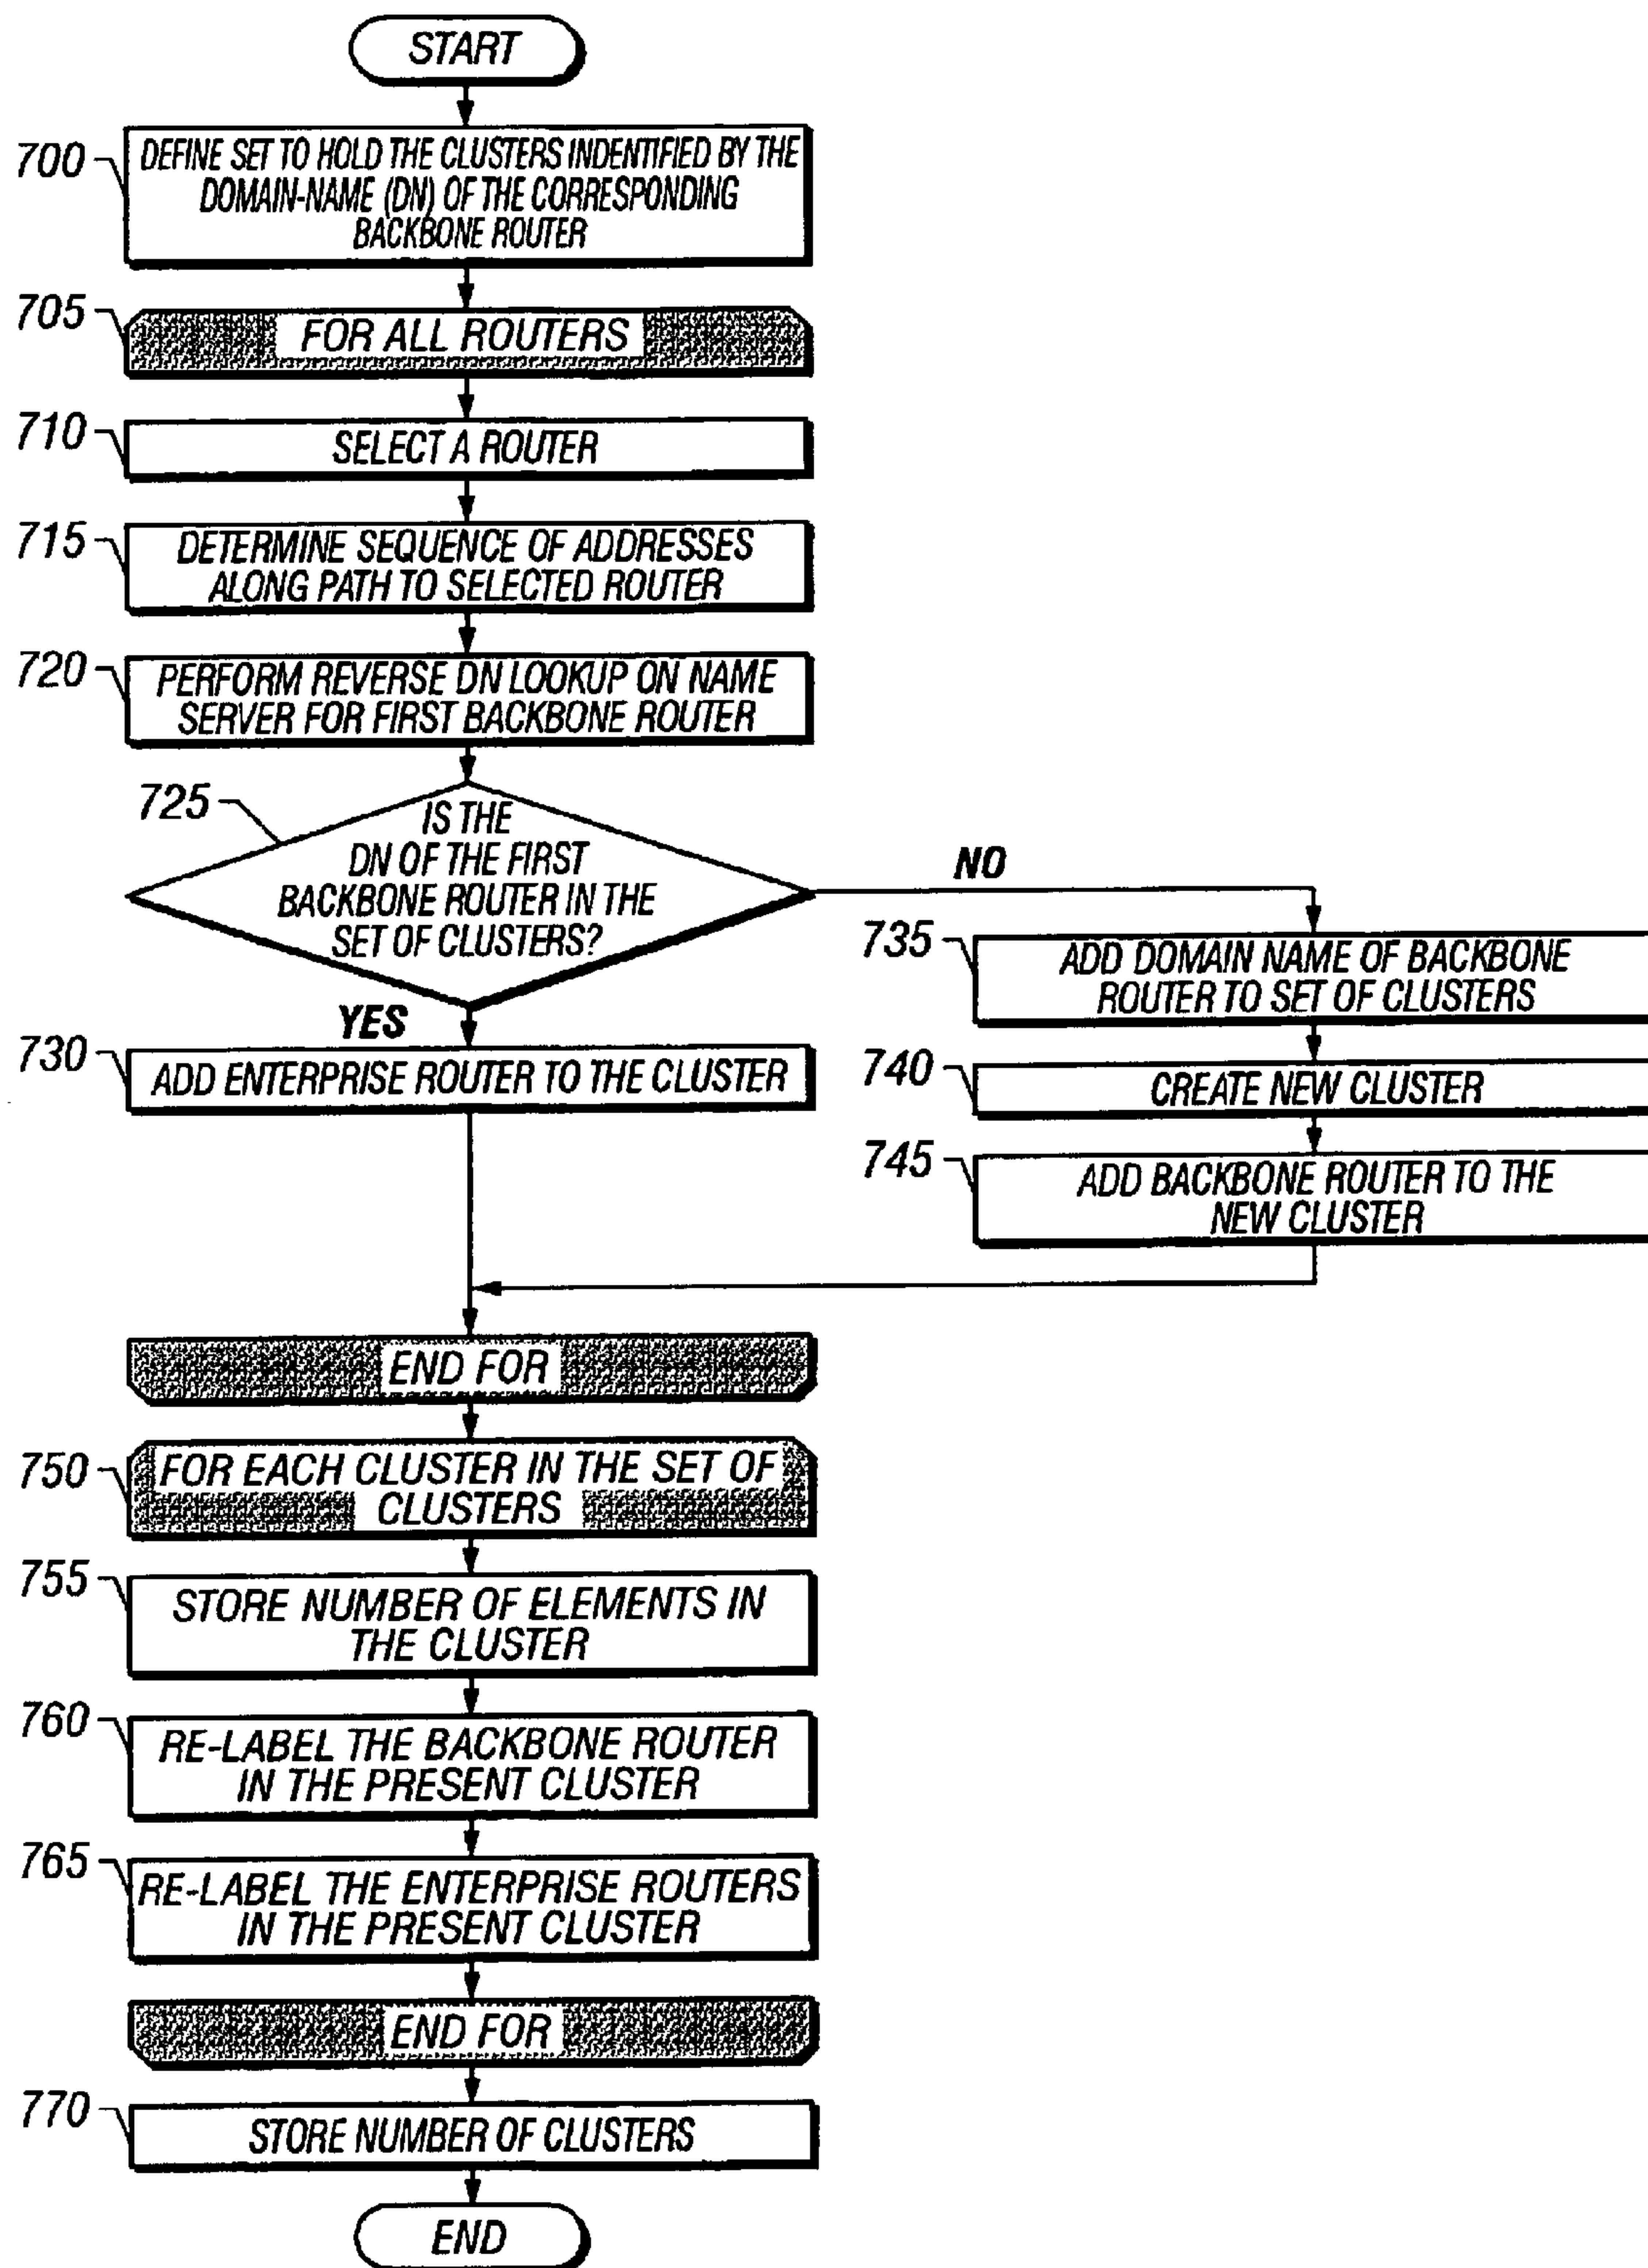 START
700
DEFINE SET TO HOLD THE CLUSTERS INDENTIFIED BY THE
DOMAIN-NAME (DN) OF THE CORRESPONDING
BACKBONE ROUTER
705
FOR ALL ROUTERS
710
SELECT A ROUTER
715
DETERMINE SEQUENCE OF ADDRESSES
ALONG PATH TO SELECTED ROUTER
720
PERFORM REVERSE DN LOOKUP ON NAME
SERVER FOR FIRST BACKBONE ROUTER
725
IS THE
DN OF THE FIRST
BACKBONE ROUTER IN THE
SET OF CLUSTERS?
NO
YES
730
ADD ENTERPRISE ROUTER TO THE CLUSTER
735
ADD DOMAIN NAME OF BACKBONE
ROUTER TO SET OF CLUSTERS
740
CREATE NEW CLUSTER
745
ADD BACKBONE ROUTER TO THE
NEW CLUSTER
END FOR
750
FOR EACH CLUSTER IN THE SET OF
CLUSTERS
755
STORE NUMBER OF ELEMENTS IN
THE CLUSTER
760
RE-LABEL THE BACKBONE ROUTER
IN THE PRESENT CLUSTER
765
RE-LABEL THE ENTERPRISE ROUTERS
IN THE PRESENT CLUSTER
END FOR
770
STORE NUMBER OF CLUSTERS
END